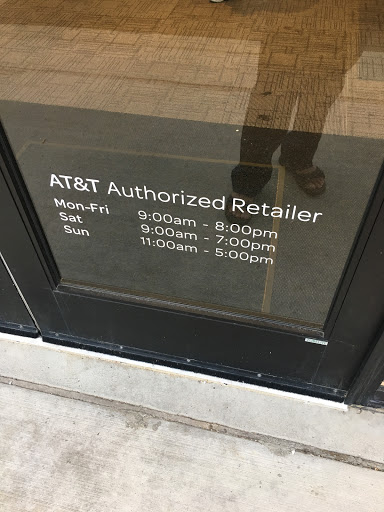 AT&T Authorized Retailer
Mon-Fri 9:00am - 8:00pm
Sat 9:00am - 7:00pm
Sun 11:00am - 5:00pm